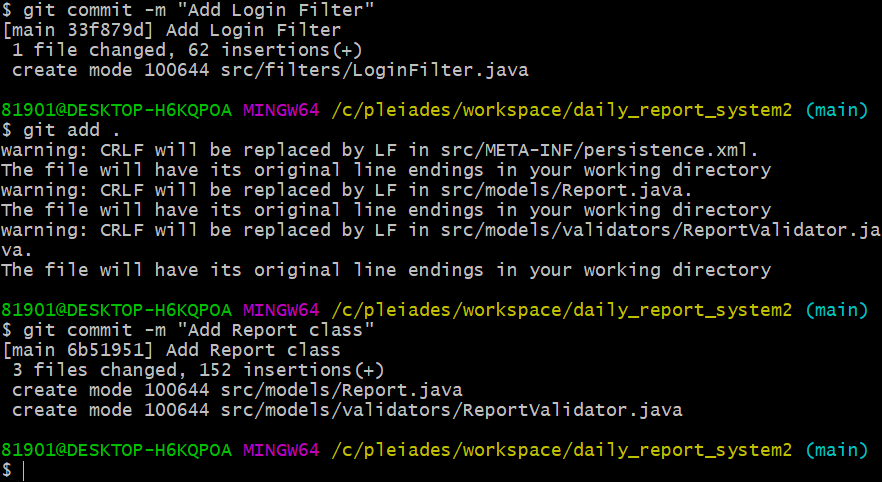 $ git commit -m "Add Login Filter"
[main 33f879d] Add Login Filter
 1 file changed, 62 insertions(+)
 create mode 100644 src/filters/LoginFilter.java

81901@DESKTOP-H6KQPOA MINGW64 /c/pleiades/workspace/daily_report_system2 (main)
$ git add .
warning: CRLF will be replaced by LF in src/META-INF/persistence.xml.
The file will have its original line endings in your working directory
warning: CRLF will be replaced by LF in src/models/Report.java.
The file will have its original line endings in your working directory
warning: CRLF will be replaced by LF in src/models/validators/ReportValidator.ja
va.
The file will have its original line endings in your working directory

81901@DESKTOP-H6KQPOA MINGW64 /c/pleiades/workspace/daily_report_system2 (main)
$ git commit -m "Add Report class"
[main 6b51951] Add Report class
 3 files changed, 152 insertions(+)
 create mode 100644 src/models/Report.java
 create mode 100644 src/models/validators/ReportValidator.java

81901@DESKTOP-H6KQPOA MINGW64 /c/pleiades/workspace/daily_report_system2 (main)
$